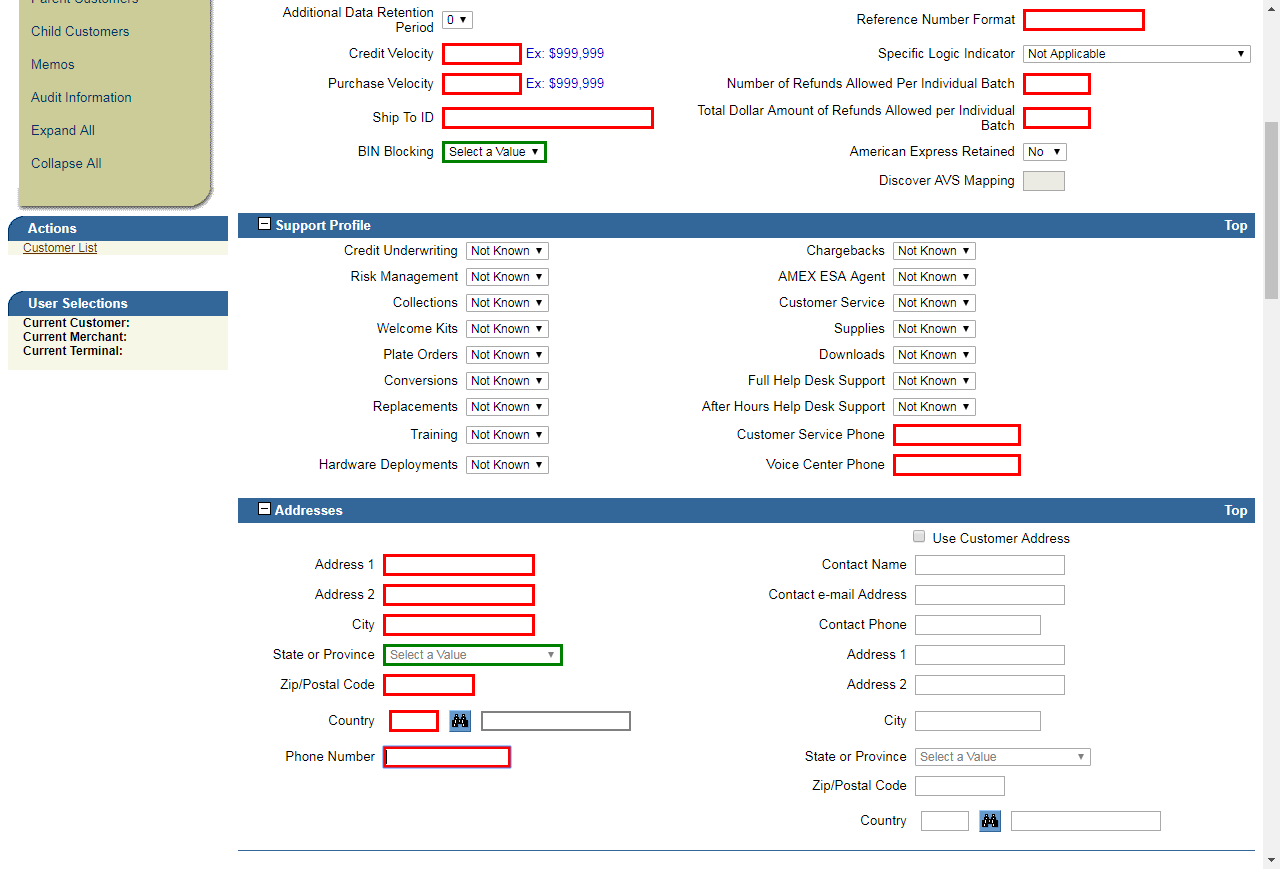 Parent Customers
Child Customers
Memos
Audit Information
Expand All
Collapse All
Actions
Customer List
User Selections
Current Customer:
Current Merchant:
Current Terminal:
Additional Data Retention
Period
0
Reference Number Format
Credit Velocity
Ex: $999,999
Specific Logic Indicator
Not Applicable
Purchase Velocity
Ex: $999,999
Number of Refunds Allowed Per Individual Batch
Ship To ID
Total Dollar Amount of Refunds Allowed per Individual
Batch
BIN Blocking
Select a Value
American Express Retained
No
Discover AVS Mapping
Support Profile
Top
Credit Underwriting
Not Known
Chargebacks
Not Known
Risk Management
Not Known
AMEX ESA Agent
Not Known
Collections
Not Known
Customer Service
Not Known
Welcome Kits
Not Known
Supplies
Not Known
Plate Orders
Not Known
Downloads
Not Known
Conversions
Not Known
Full Help Desk Support
Not Known
Replacements
Not Known
After Hours Help Desk Support
Not Known
Training
Not Known
Customer Service Phone
Hardware Deployments
Not Known
Voice Center Phone
Addresses
Top
Use Customer Address
Address 1
Contact Name
Address 2
Contact e-mail Address
City
Contact Phone
State or Province
Select a Value
Address 1
Zip/Postal Code
Address 2
Country
City
Phone Number
State or Province
Select a Value
Zip/Postal Code
Country